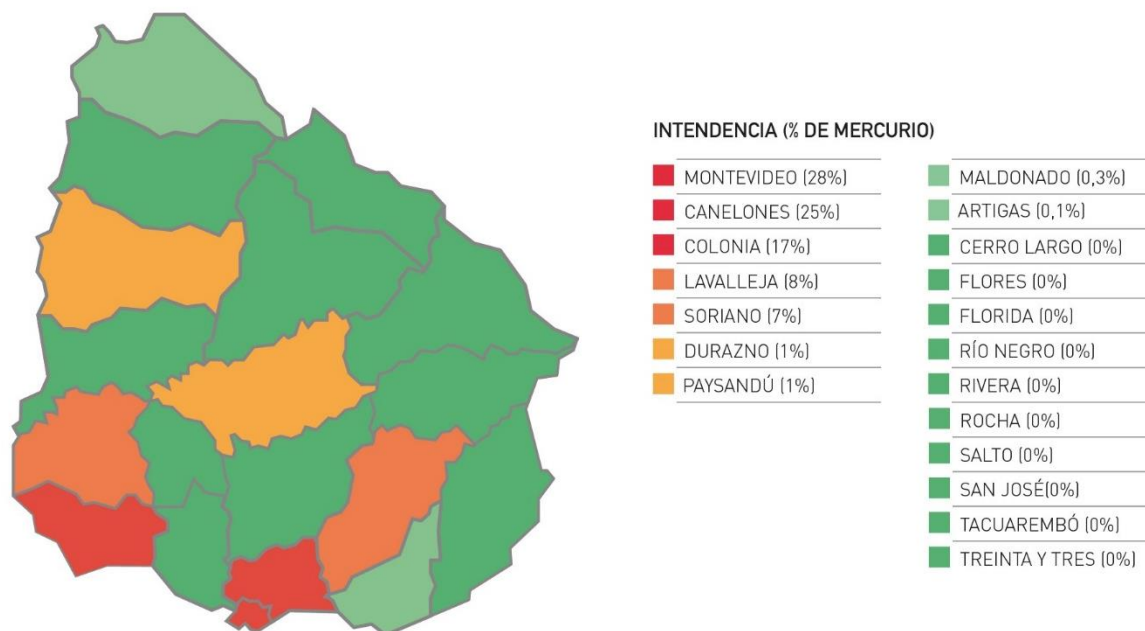 INTENDENCIA (% DE MERCURIO)
MONTEVIDEO (28%)
CANELONES (25%)
COLONIA (17%)
LAVALLEJA (8%)
SORIANO (7%)
DURAZNO (1%)
PAYSANDÚ (1%)
MALDONADO (0,3%)
ARTIGAS (0,1%)
CERRO LARGO (0%)
FLORES (0%)
FLORIDA (0%)
RÍO NEGRO (0%)
RIVERA (0%)
ROCHA (0%)
SALTO (0%)
SAN JOSÉ(0%)
TACUAREMBÓ (0%)
TREINTA Y TRES (0%)